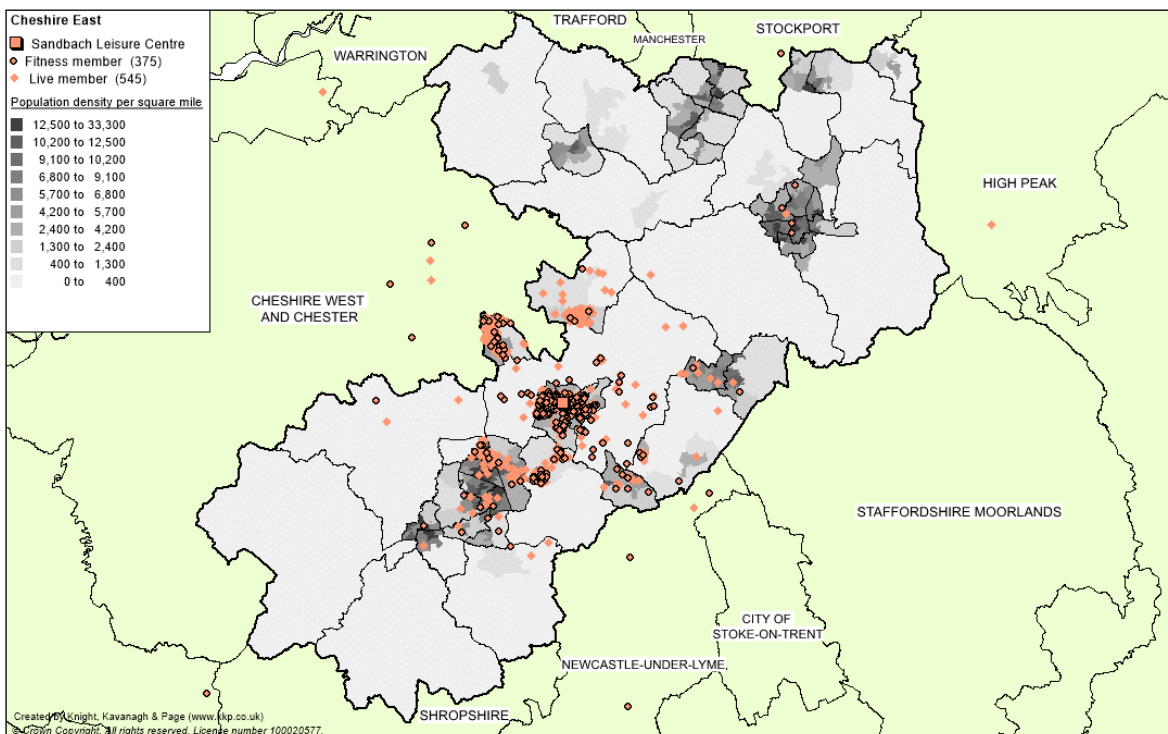 Cheshire East
Sandbach Leisure Centre
Fitness member (375)
Live member (545)
Population density per square mile
12,500 to 33,300
10,200 to 12,500
9,100 to 10,200
6,800 to 9,100
5,700 to 6,800
4,200 to 5,700
2,400 to 4,200
1,300 to 2,400
400 to 1,300
0 to 400
TRAFFORD
STOCKPORT
MANCHESTER
WARRINGTON
HIGH PEAK
CHESHIRE WEST
AND CHESTER
STAFFORDSHIRE MOORLANDS
CITY OF
STOKE-ON-TRENT
NEWCASTLE-UNDER-LYME
SHROPSHIRE
Created by Knight, Kavanagh & Page (www.kkp.co.uk)
© Crown Copyright. All rights reserved. Licence number 100020577.